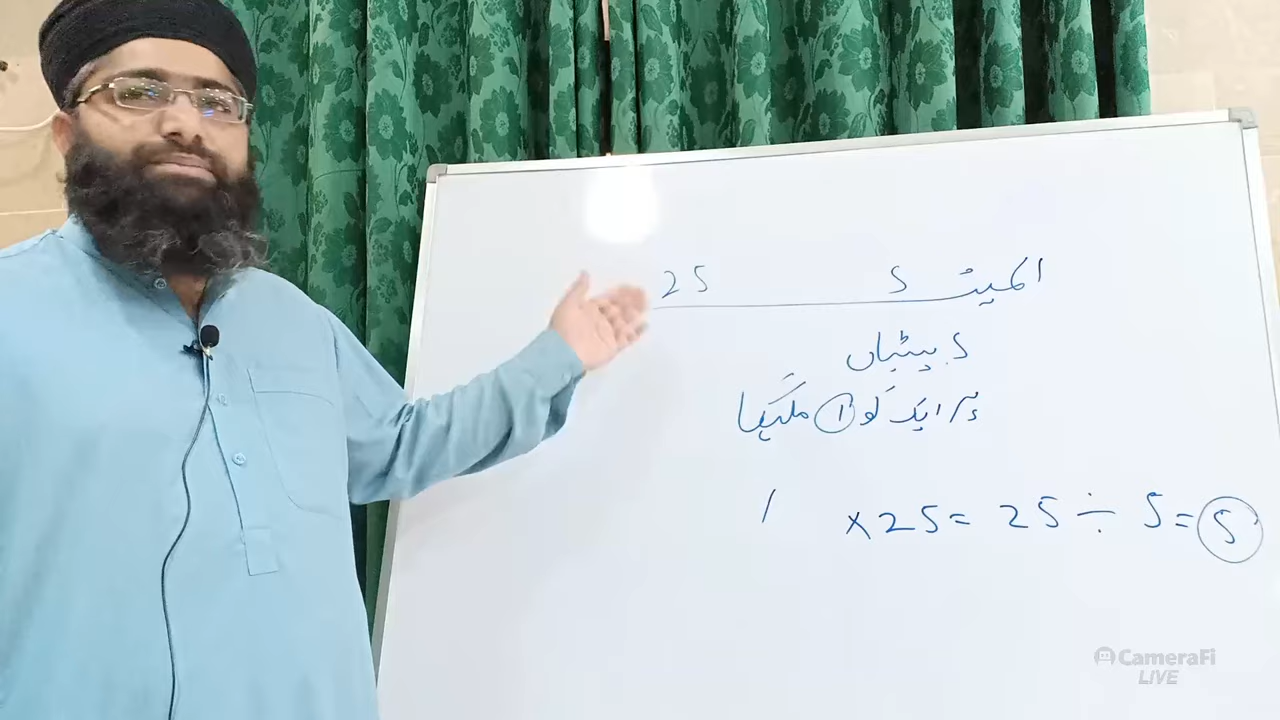 المیت 5 25
5 بیٹیاں
ہر ایک کو 1 ملیگا
1 ×25= 25 ÷ 5= 5
CameraFi
LIVE